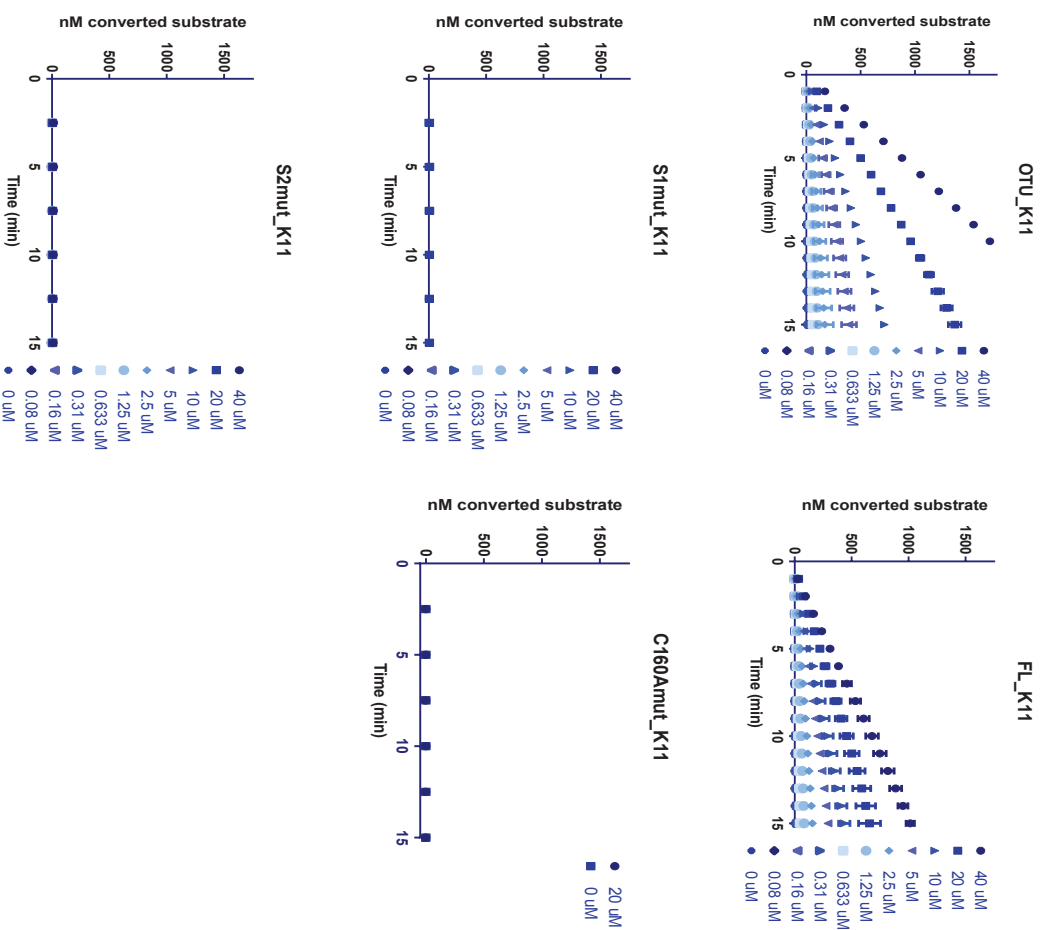 OTU_K11
nM converted substrate
1500
1000
500
0
0
5
10
15
Time (min)
40 uM
20 uM
10 uM
5 uM
2.5 uM
1.25 uM
0.633 uM
0.31 uM
0.16 uM
0.08 uM
0 uM
FL_K11
nM converted substrate
1500
1000
500
0
0
5
10
15
Time (min)
40 uM
20 uM
10 uM
5 uM
2.5 uM
1.25 uM
0.633 uM
0.31 uM
0.16 uM
0.08 uM
0 uM
S1mut_K11
nM converted substrate
1500
1000
500
0
0
5
10
15
Time (min)
40 uM
20 uM
10 uM
5 uM
2.5 uM
1.25 uM
0.633 uM
0.31 uM
0.16 uM
0.08 uM
0 uM
C160Amut_K11
nM converted substrate
1500
1000
500
0
0
5
10
15
Time (min)
20 uM
0 uM
S2mut_K11
nM converted substrate
1500
1000
500
0
0
5
10
15
Time (min)
40 uM
20 uM
10 uM
5 uM
2.5 uM
1.25 uM
0.633 uM
0.31 uM
0.16 uM
0.08 uM
0 uM